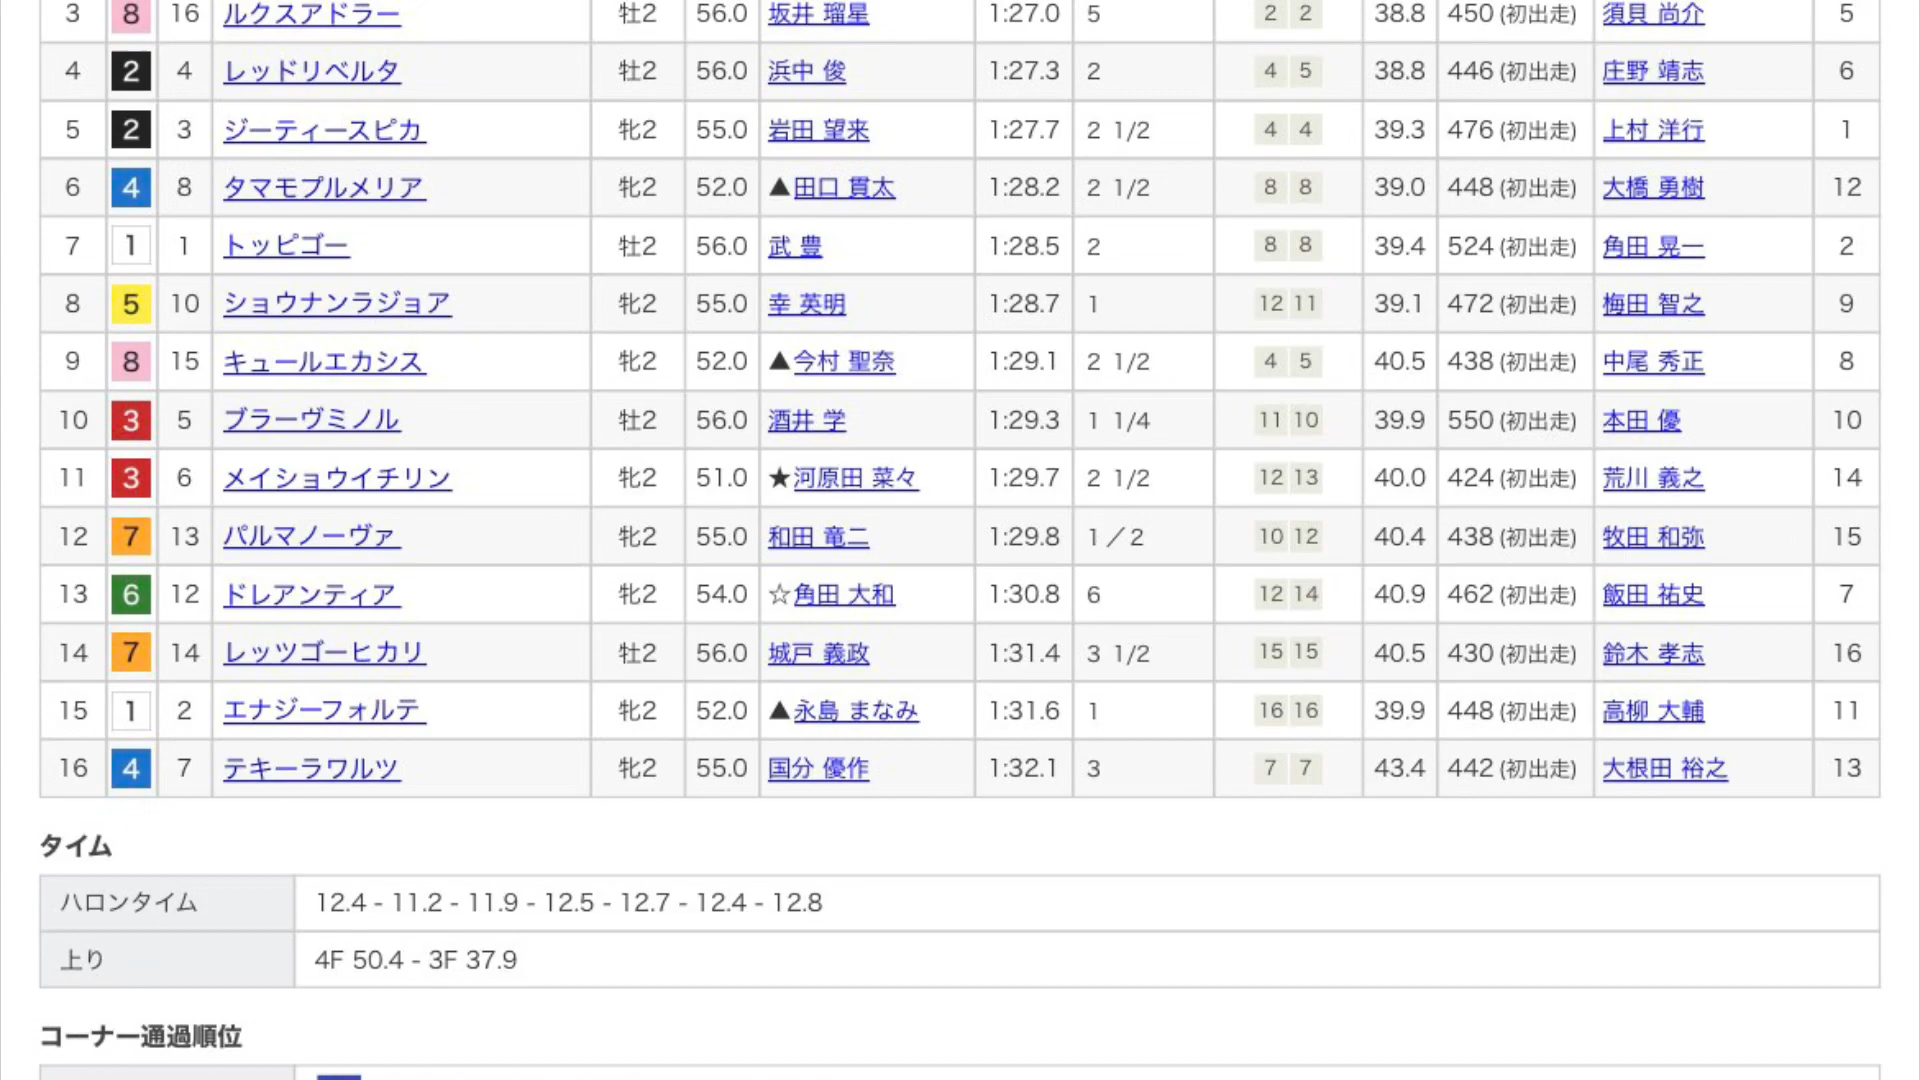 3 8 16 ルクスアドラー 牡2 56.0 坂井 瑠星 1:27.0 5 2 2 38.8 450 (初出走) 須貝 尚介 5
4 2 4 レッドリベルタ 牡2 56.0 浜中 俊 1:27.3 2 4 5 38.8 446 (初出走) 庄野 靖志 6
5 2 3 ジーティースピカ 牝2 55.0 岩田 望来 1:27.7 2 1/2 4 4 39.3 476 (初出走) 上村 洋行 1
6 4 8 タマモプルメリア 牝2 52.0 ▲田口 貫太 1:28.2 2 1/2 8 8 39.0 448 (初出走) 大橋 勇樹 12
7 1 1 トッピゴー 牡2 56.0 武 豊 1:28.5 2 8 8 39.4 524 (初出走) 角田 晃一 2
8 5 10 ショウナンラジョア 牝2 55.0 幸 英明 1:28.7 1 12 11 39.1 472 (初出走) 梅田 智之 9
9 8 15 キュールエカシス 牝2 52.0 ▲今村 聖奈 1:29.1 2 1/2 4 5 40.5 438 (初出走) 中尾 秀正 8
10 3 5 ブラーヴミノル 牡2 56.0 酒井 学 1:29.3 1 1/4 11 10 39.9 550 (初出走) 本田 優 10
11 3 6 メイショウイチリン 牝2 51.0 ★河原田 菜々 1:29.7 2 1/2 12 13 40.0 424 (初出走) 荒川 義之 14
12 7 13 パルマノーヴァ 牝2 55.0 和田 竜二 1:29.8 1／2 10 12 40.4 438 (初出走) 牧田 和弥 15
13 6 12 ドレアンティア 牝2 54.0 ☆角田 大和 1:30.8 6 12 14 40.9 462 (初出走) 飯田 祐史 7
14 7 14 レッツゴーヒカリ 牡2 56.0 城戸 義政 1:31.4 3 1/2 15 15 40.5 430 (初出走) 鈴木 孝志 16
15 1 2 エナジーフォルテ 牝2 52.0 ▲永島 まなみ 1:31.6 1 16 16 39.9 448 (初出走) 高柳 大輔 11
16 4 7 テキーラワルツ 牝2 55.0 国分 優作 1:32.1 3 7 7 43.4 442 (初出走) 大根田 裕之 13
タイム
ハロンタイム 12.4 - 11.2 - 11.9 - 12.5 - 12.7 - 12.4 - 12.8
上り 4F 50.4 - 3F 37.9
コーナー通過順位